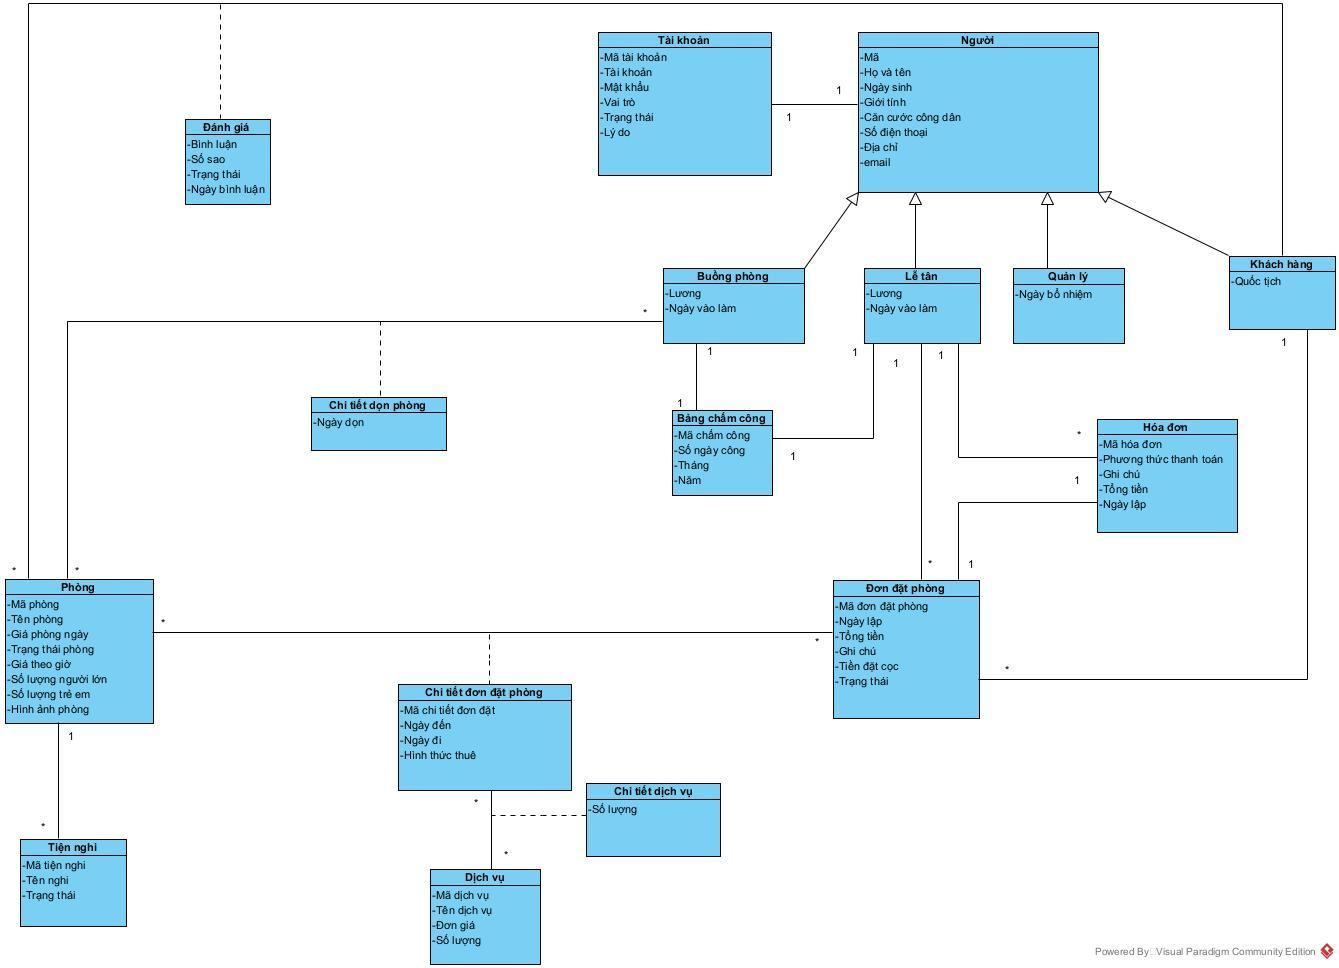 Tài khoản
-Mã tài khoản
-Tài khoản
-Mật khẩu
-Vai trò
-Trạng thái
-Lý do
1
1
Người
-Mã
-Họ và tên
-Ngày sinh
-Giới tính
-Căn cước công dân
-Số điện thoại
-Địa chỉ
-email
Đánh giá
-Bình luận
-Số sao
-Trạng thái
-Ngày bình luận
Buồng phòng
-Lương
-Ngày vào làm
*
1
Lễ tân
-Lương
-Ngày vào làm
1
1
1
Quản lý
-Ngày bổ nhiệm
Khách hàng
-Quốc tịch
1
Chi tiết dọn phòng
-Ngày dọn
1
Bảng chấm công
-Mã chấm công
-Số ngày công
-Tháng
-Năm
1
Hóa đơn
-Mã hóa đơn
-Phương thức thanh toán
-Ghi chú
-Tổng tiền
-Ngày lập
*
1
*
*
Phòng
-Mã phòng
-Tên phòng
-Giá phòng ngày
-Trạng thái phòng
-Giá theo giờ
-Số lượng người lớn
-Số lượng trẻ em
-Hình ảnh phòng
*
1
*
1
Đơn đặt phòng
-Mã đơn đặt phòng
-Ngày lập
-Tổng tiền
-Ghi chú
-Tiền đặt cọc
-Trạng thái
*
*
Chi tiết đơn đặt phòng
-Mã chi tiết đơn đặt
-Ngày đến
-Ngày đi
-Hình thức thuê
*
*
Chi tiết dịch vụ
-Số lượng
*
Tiện nghi
-Mã tiện nghi
-Tên nghi
-Trạng thái
Dịch vụ
-Mã dịch vụ
-Tên dịch vụ
-Đơn giá
-Số lượng
Powered By Visual Paradigm Community Edition